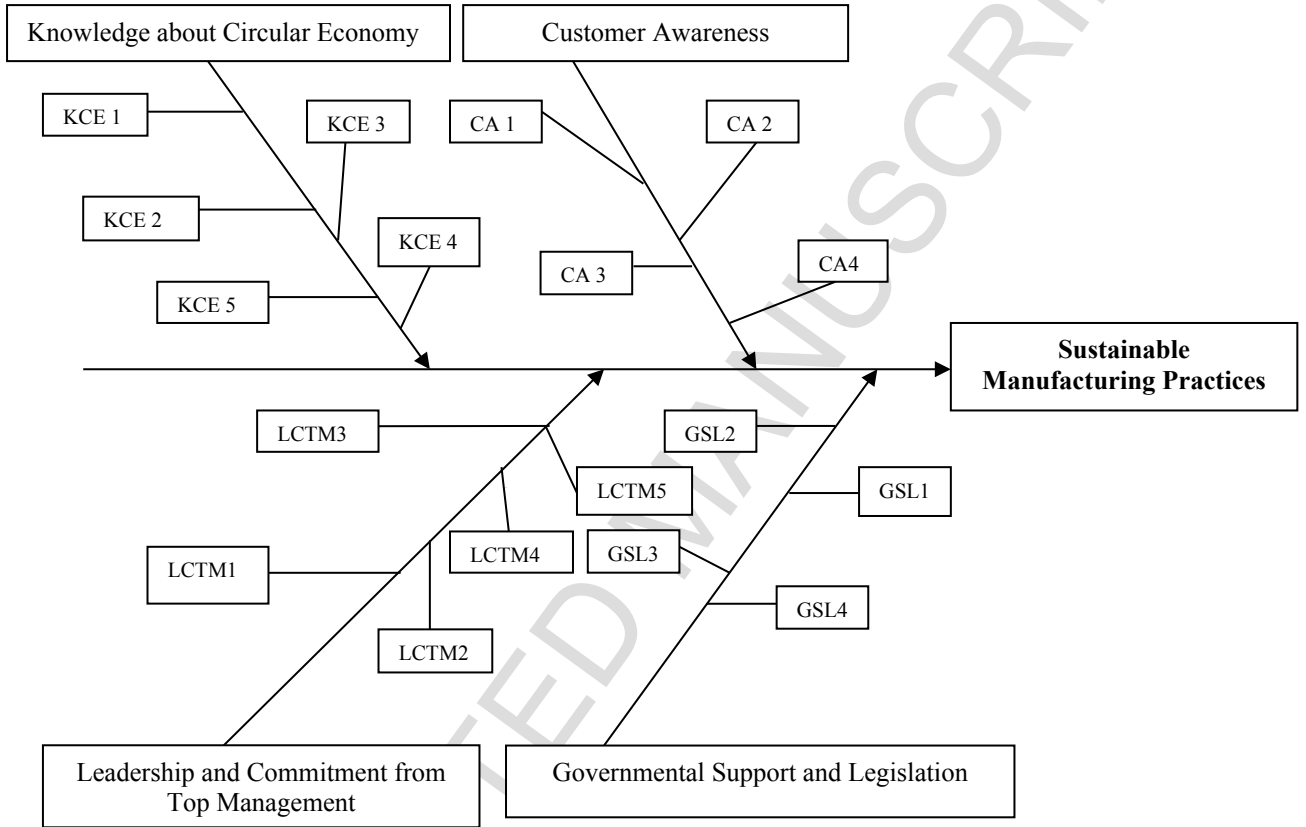 Knowledge about Circular Economy
Customer Awareness
KCE 1
KCE 3
CA 1
CA 2
KCE 2
KCE 4
CA 3
CA4
KCE 5
Sustainable
Manufacturing Practices
LCTM3
GSL2
LCTM5
GSL1
LCTM4
GSL3
LCTM1
GSL4
LCTM2
Leadership and Commitment from
Top Management
Governmental Support and Legislation
TED MANUSCRI